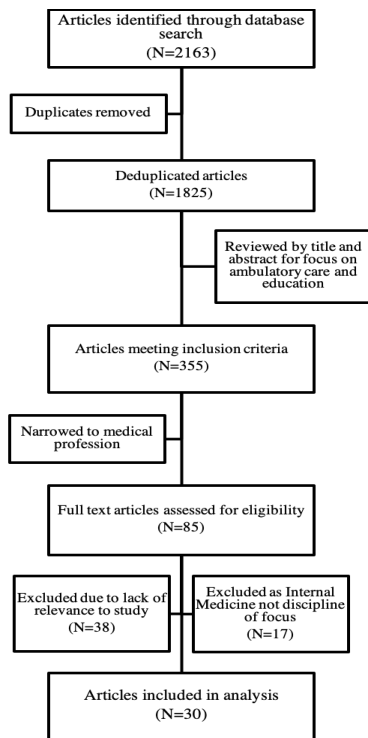 Articles identified through database
search
(N=2163)
Duplicates removed
Deduplicated articles
(N=1825)
Reviewed by title and
abstract for focus on
ambulatory care and
education
Articles meeting inclusion criteria
(N=355)
Narrowed to medical
profession
Full text articles assessed for eligibility
(N=85)
Excluded due to lack of
relevance to study
(N=38)
Excluded as Internal
Medicine not discipline
of focus
(N=17)
Articles included in analysis
(N=30)